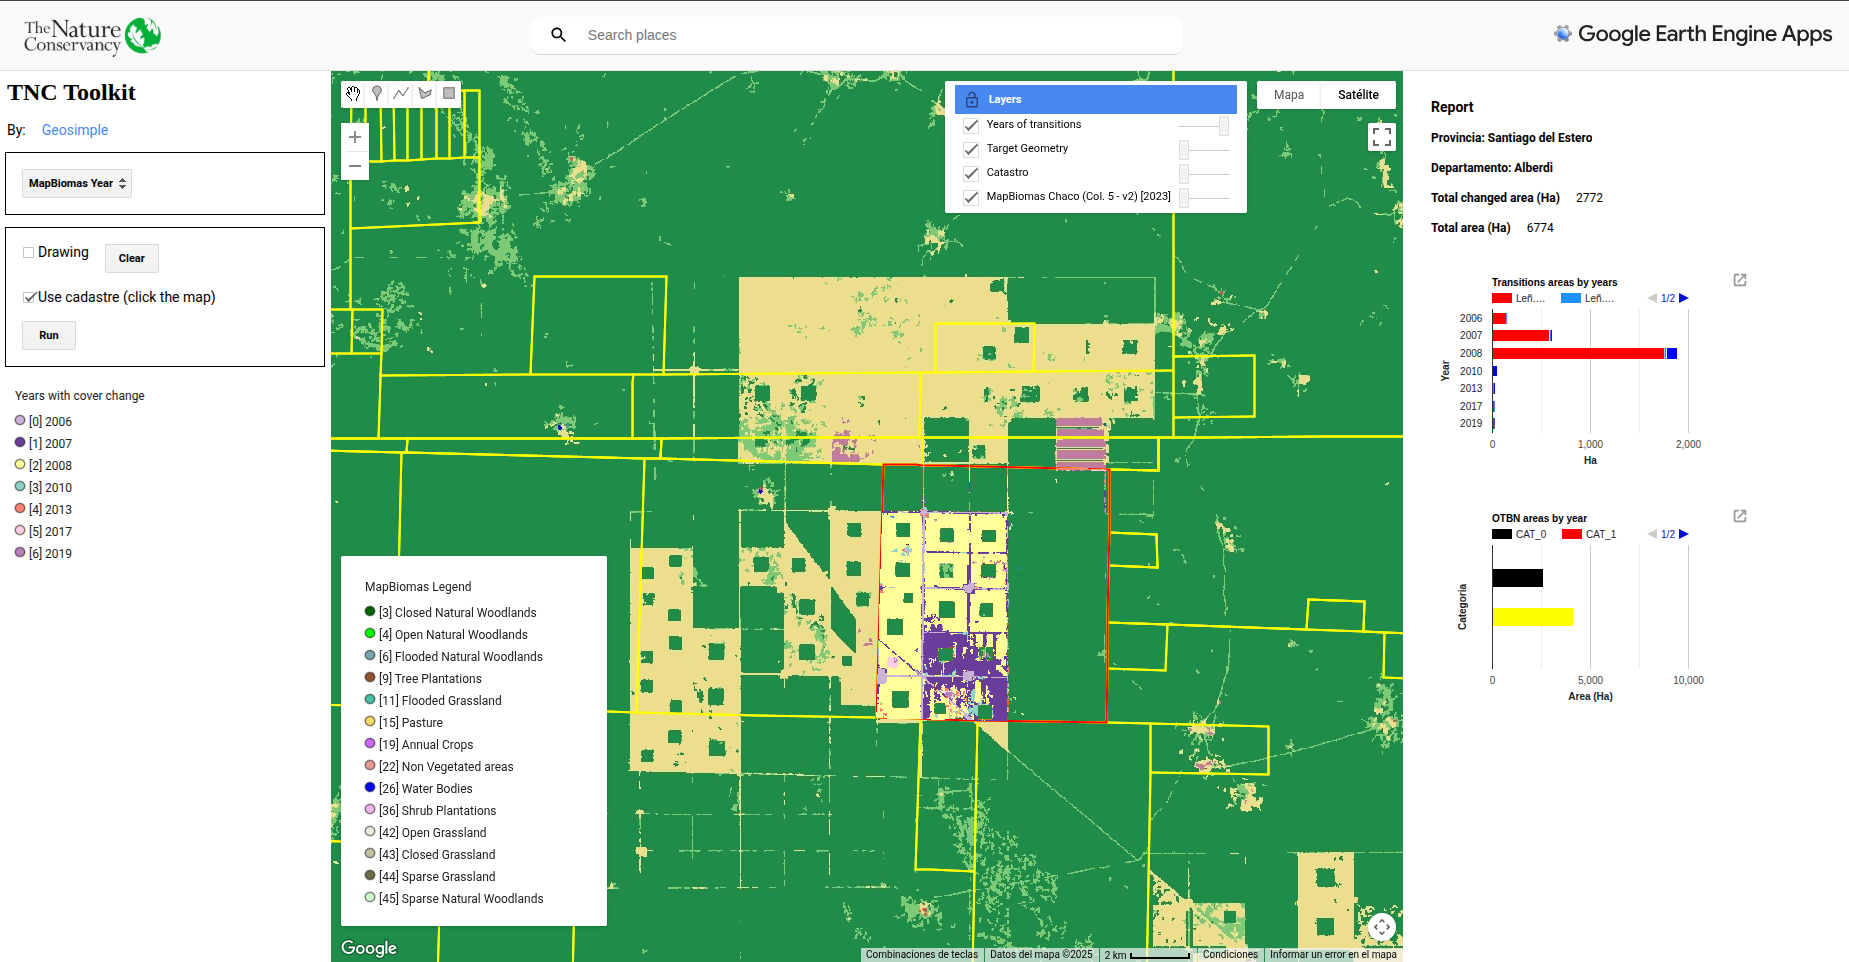 The Nature
Conservancy
Search places
Google Earth Engine Apps
TNC Toolkit
By: Geosimple
MapBiomas Year
Drawing
Clear
Use cadastre (click the map)
Run
Years with cover change
[0] 2006
[1] 2007
[2] 2008
[3] 2010
[4] 2013
[5] 2017
[6] 2019
Layers
Years of transitions
Target Geometry
Catastro
MapBiomas Chaco (Col. 5 - v2) [2023]
Mapa
Satélite
MapBiomas Legend
[3] Closed Natural Woodlands
[4] Open Natural Woodlands
[6] Flooded Natural Woodlands
[9] Tree Plantations
[11] Flooded Grassland
[15] Pasture
[19] Annual Crops
[22] Non Vegetated areas
[26] Water Bodies
[36] Shrub Plantations
[42] Open Grassland
[43] Closed Grassland
[44] Sparse Grassland
[45] Sparse Natural Woodlands
Google
Combinaciones de teclas
Datos del mapa ©2025
2 km
Condiciones
Informar un error en el mapa
Report
Provincia: Santiago del Estero
Departamento: Alberdi
Total changed area (Ha) 2772
Total area (Ha) 6774
Transitions areas by years
Leñ.... Leñ.... 1/2
Year
2006
2007
2008
2010
2013
2017
2019
0 1,000 2,000
Ha
OTBN areas by year
CAT_0 CAT_1 1/2
Categoria
0 5,000 10,000
Area (Ha)